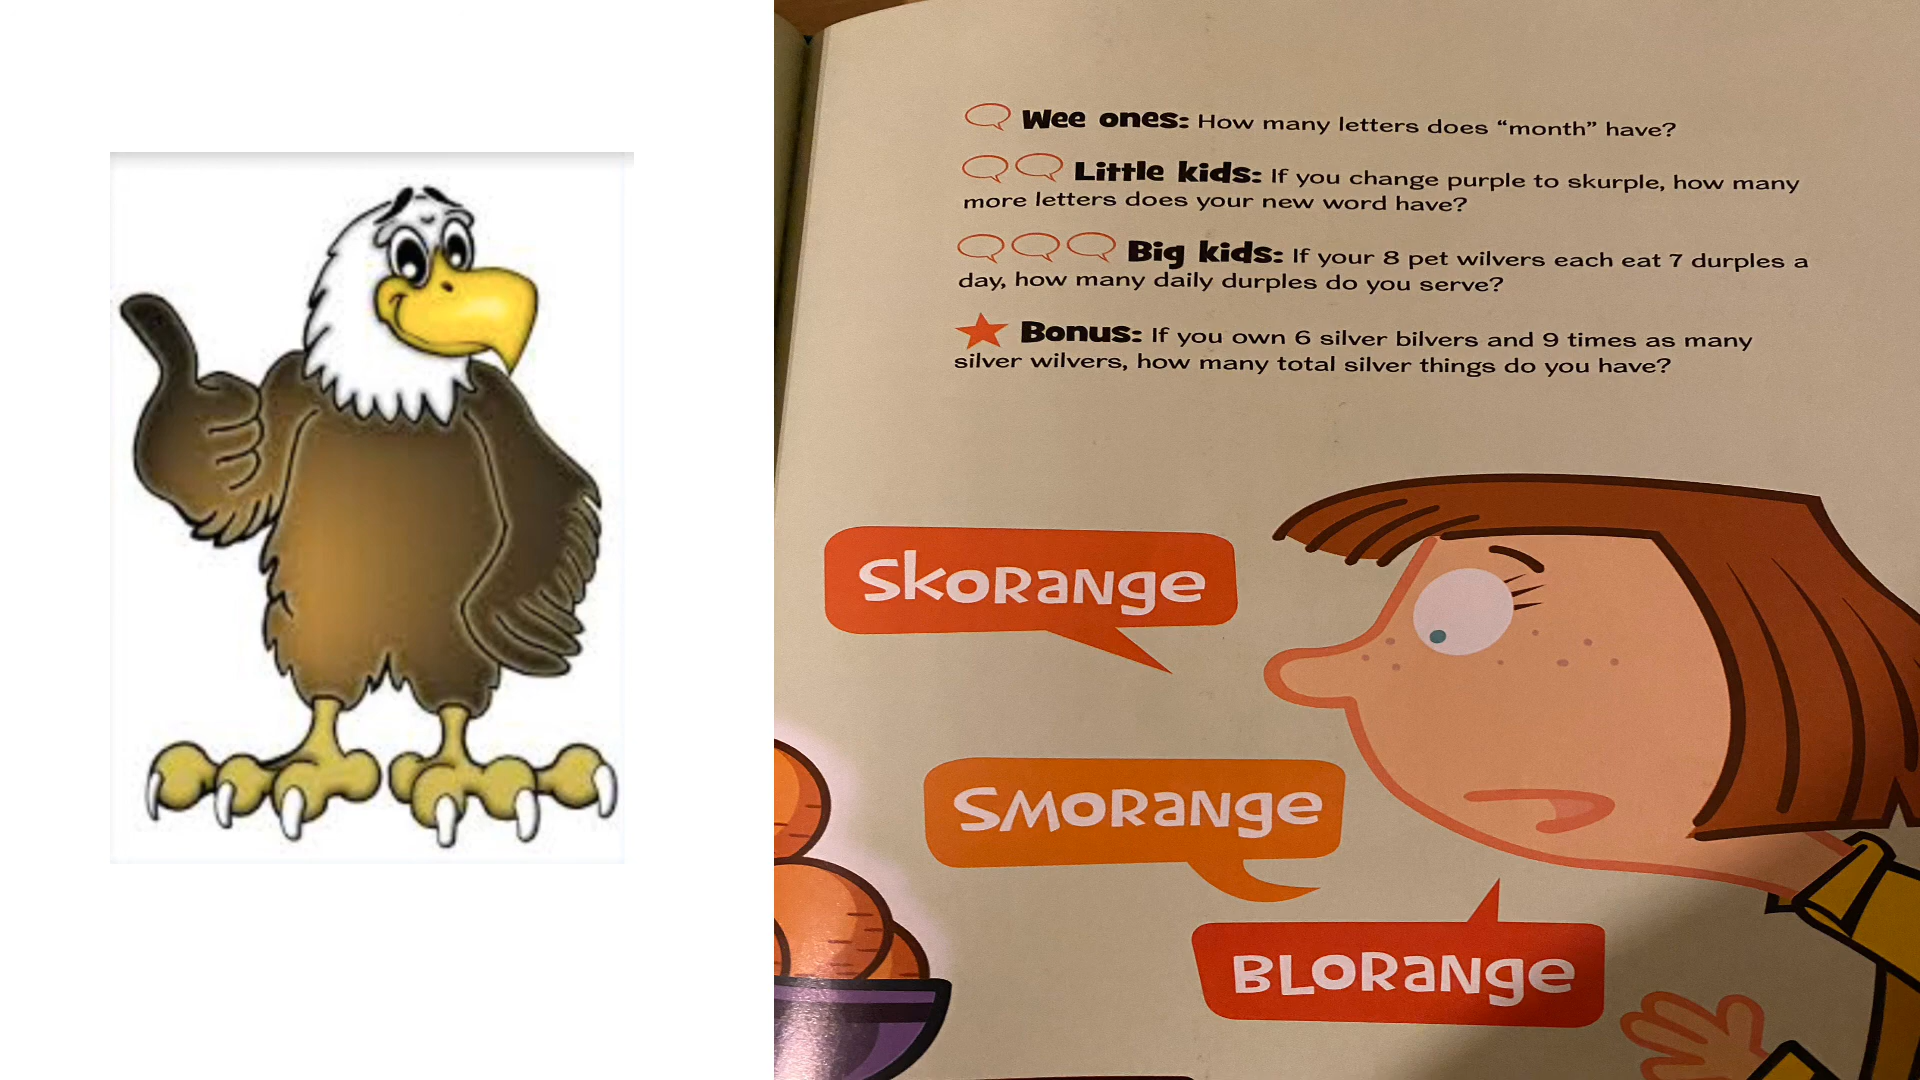 Wee ones: How many letters does “month” have?
Little kids: If you change purple to skurple, how many
more letters does your new word have?
Big kids: If your 8 pet wilvers each eat 7 durples a
day, how many daily durples do you serve?
Bonus: If you own 6 silver bilvers and 9 times as many
silver wilvers, how many total silver things do you have?
SkORaNge
SMORaNge
BLORaNge